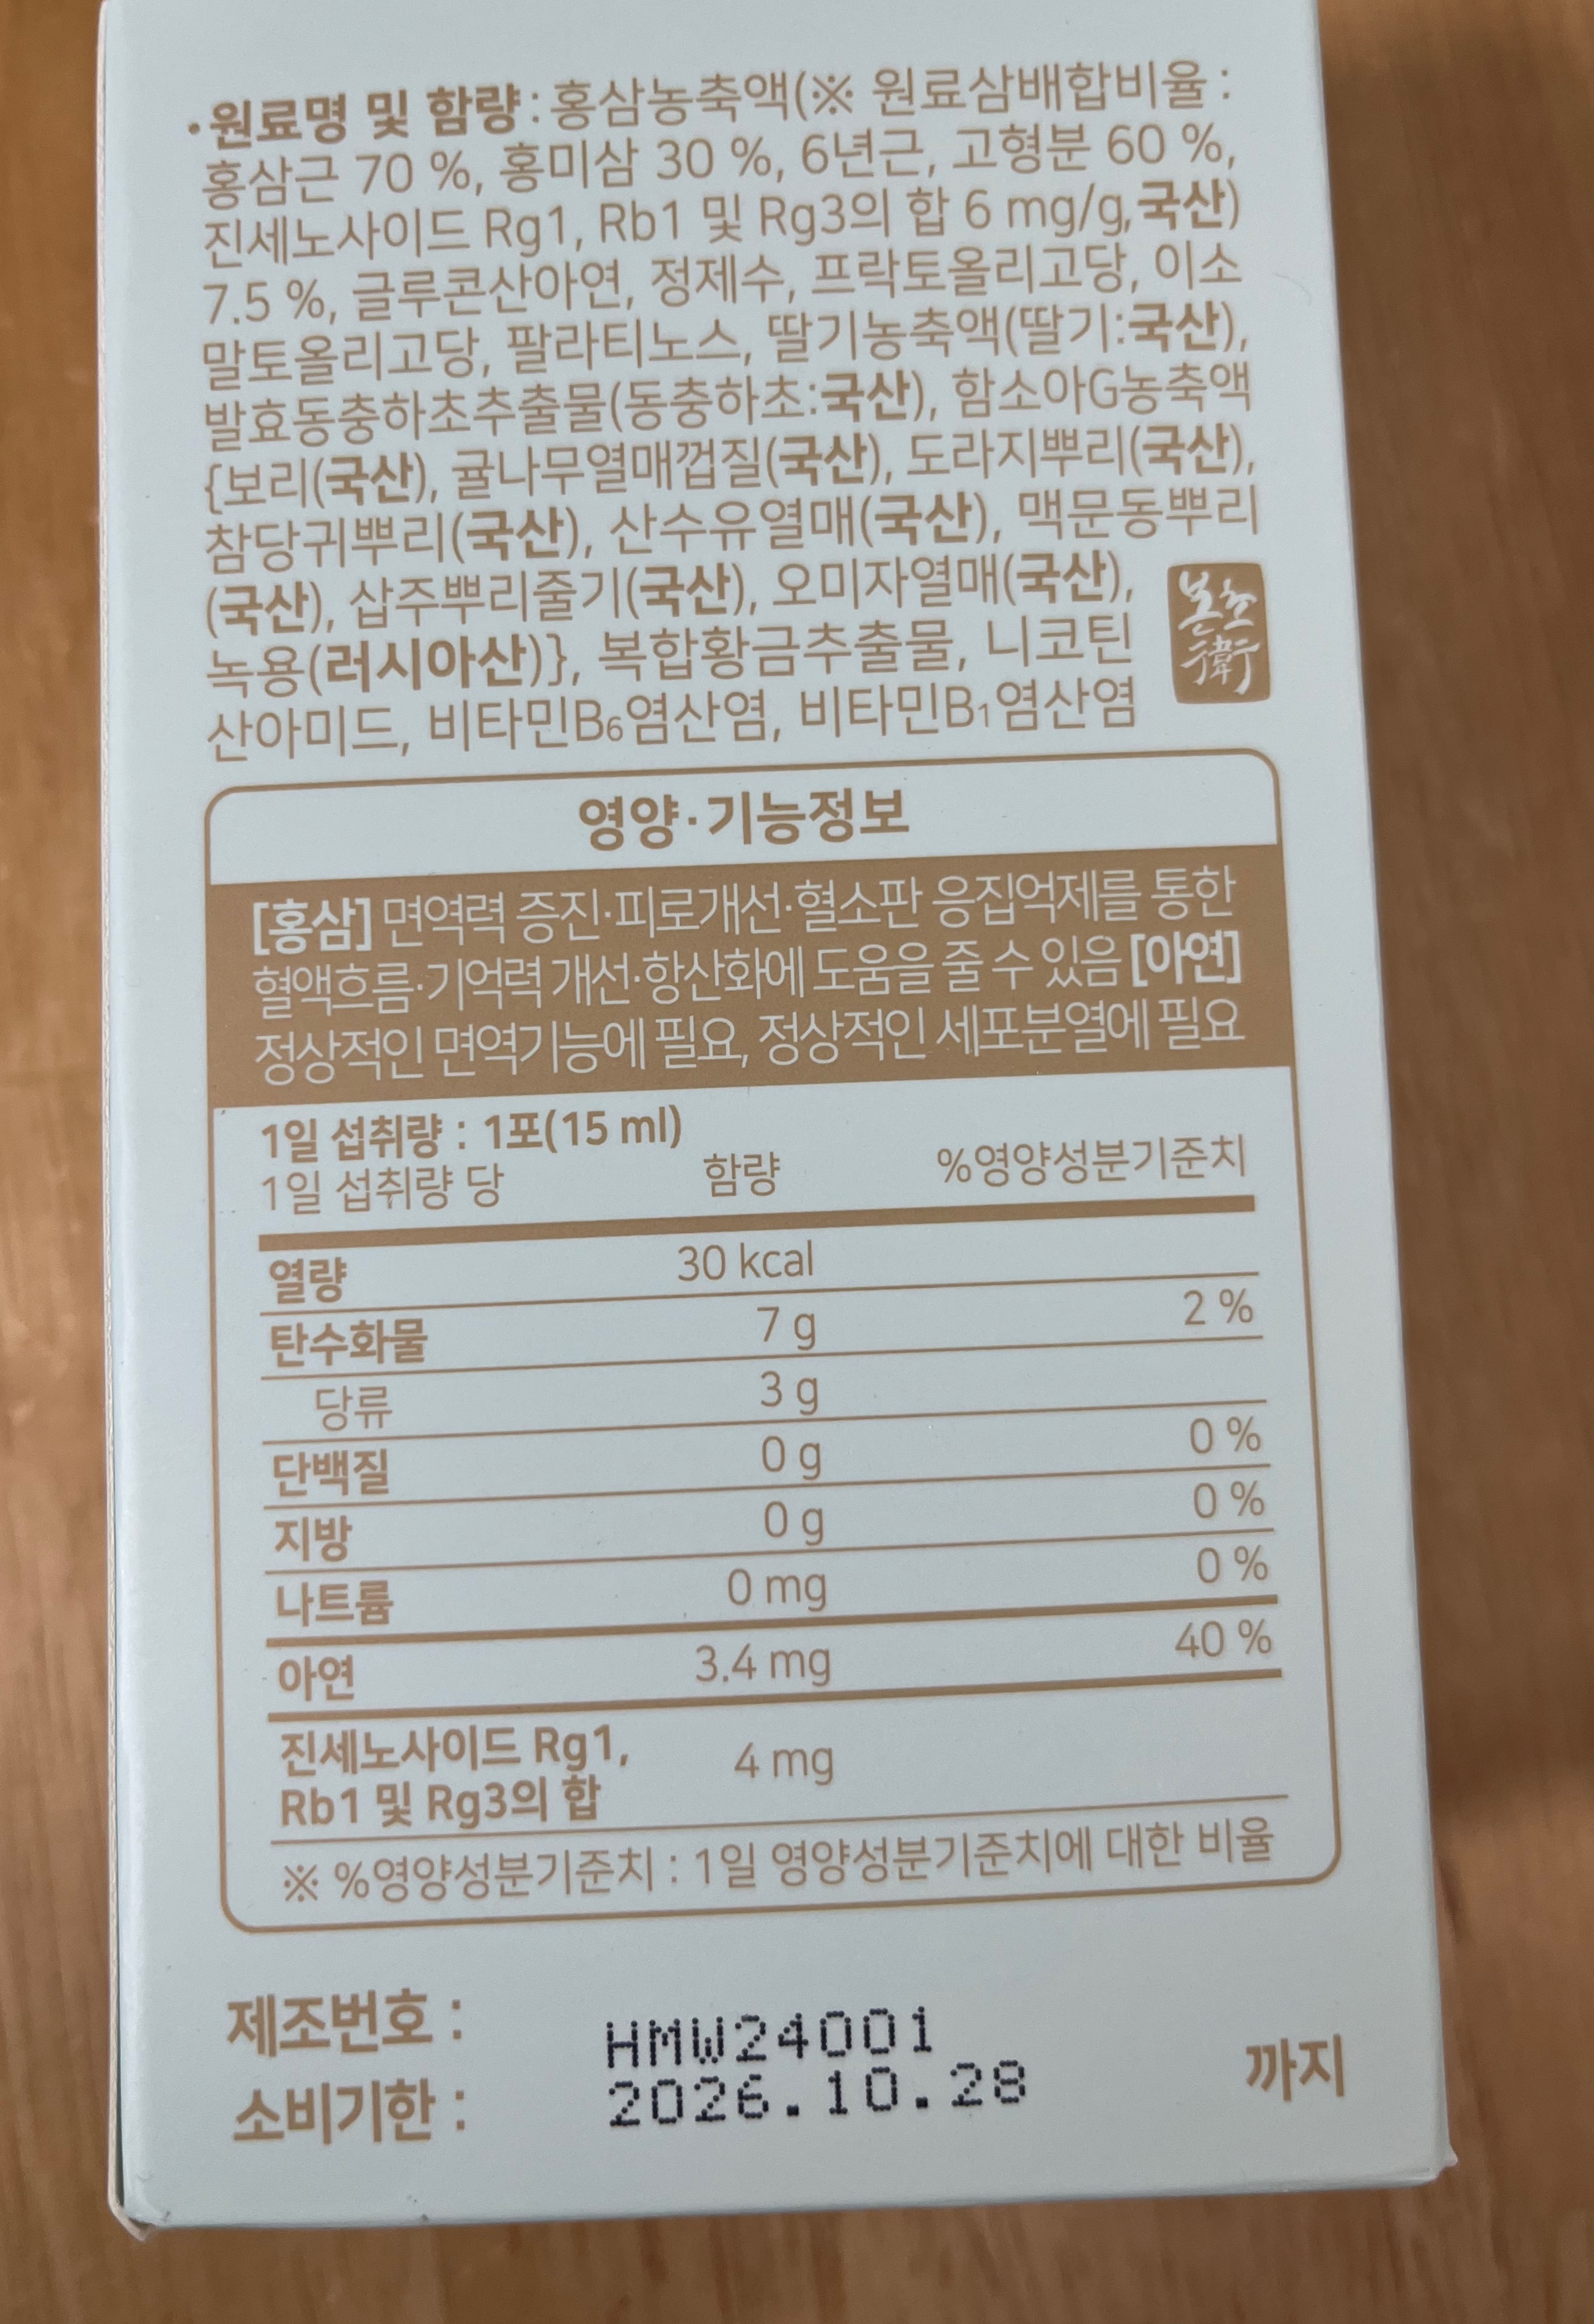 •원료명 및 함량 : 홍삼농축액(※ 원료삼배합비율 :
홍삼근 70 %, 홍미삼 30 %, 6년근, 고형분 60 %,
진세노사이드 Rg1, Rb1 및 Rg3의 합 6 mg/g, 국산)
7.5 %, 글루콘산아연, 정제수, 프락토올리고당, 이소
말토올리고당, 팔라티노스, 딸기농축액(딸기:국산),
발효동충하초추출물(동충하초:국산), 함소아G농축액
{보리(국산), 귤나무열매껍질(국산), 도라지뿌리(국산),
참당귀뿌리(국산), 산수유열매(국산), 맥문동뿌리
(국산), 삽주뿌리줄기(국산), 오미자열매(국산),
녹용(러시아산)}, 복합황금추출물, 니코틴
산아미드, 비타민B₆염산염, 비타민B₁염산염
본초
衛
영양·기능정보
[홍삼] 면역력 증진·피로개선·혈소판 응집억제를 통한
혈액흐름·기억력 개선·항산화에 도움을 줄 수 있음 [아연]
정상적인 면역기능에 필요, 정상적인 세포분열에 필요
1일 섭취량 : 1포(15 ml)
1일 섭취량 당 함량 %영양성분기준치
열량 30 kcal
탄수화물 7 g 2 %
당류 3 g
단백질 0 g 0 %
지방 0 g 0 %
나트륨 0 mg 0 %
아연 3.4 mg 40 %
진세노사이드 Rg1, 4 mg
Rb1 및 Rg3의 합
※ %영양성분기준치 : 1일 영양성분기준치에 대한 비율
제조번호 : HMW24001
소비기한 : 2026.10.28 까지